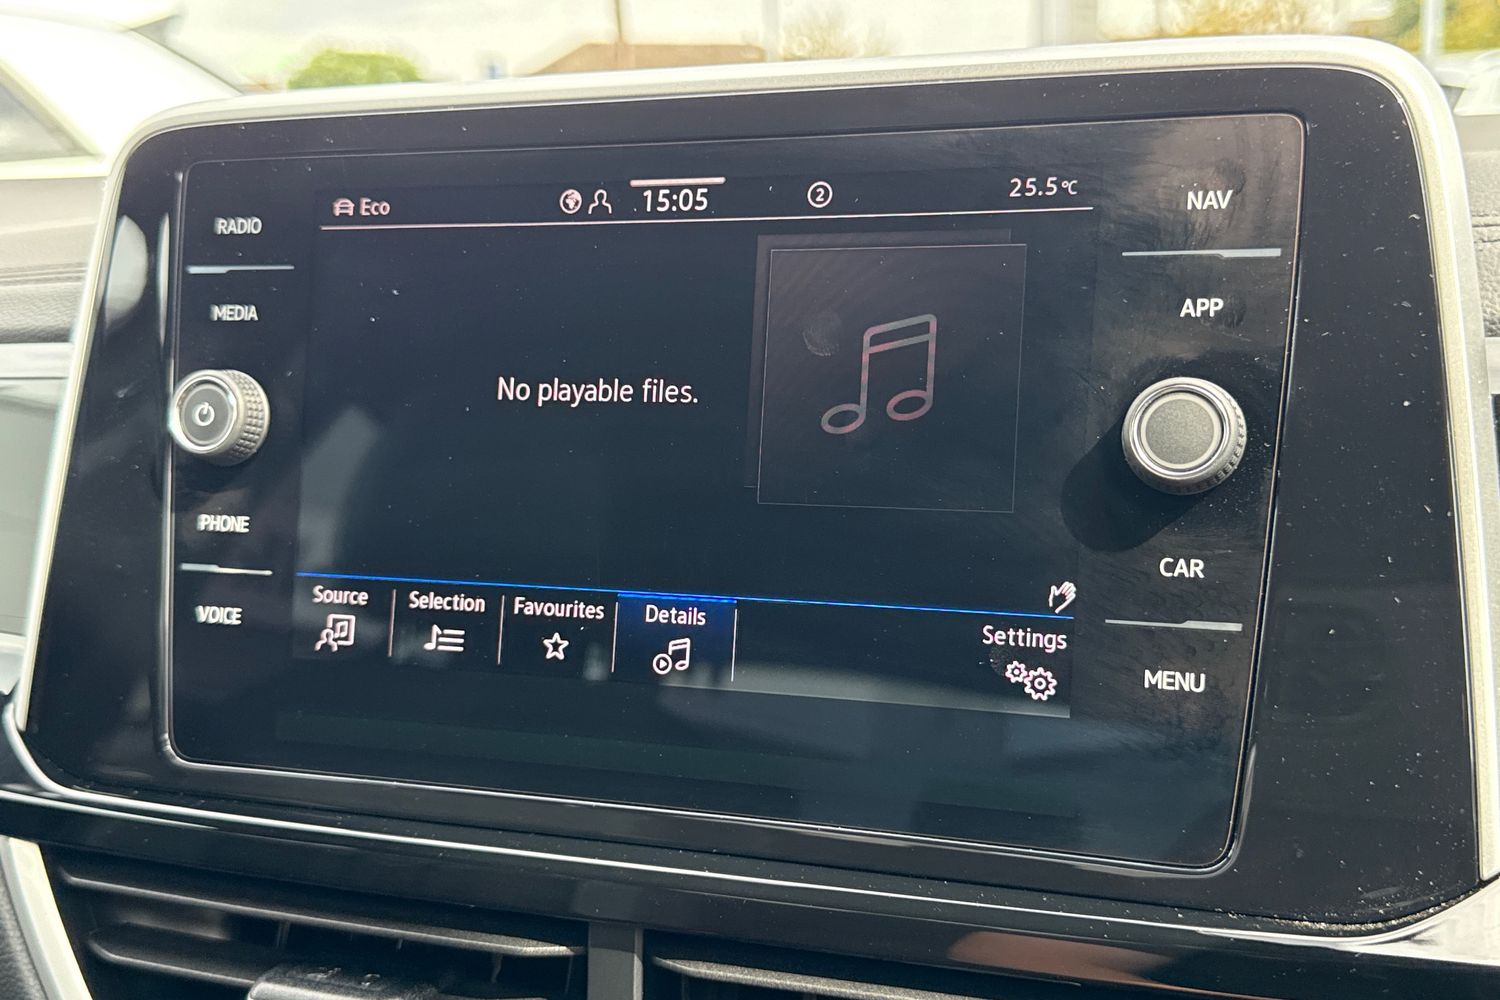 RADIO
MEDIA
PHONE
VOICE
Eco
15:05
2
25.5°C
No playable files.
Source
Selection
Favourites
Details
Settings
NAV
APP
CAR
MENU